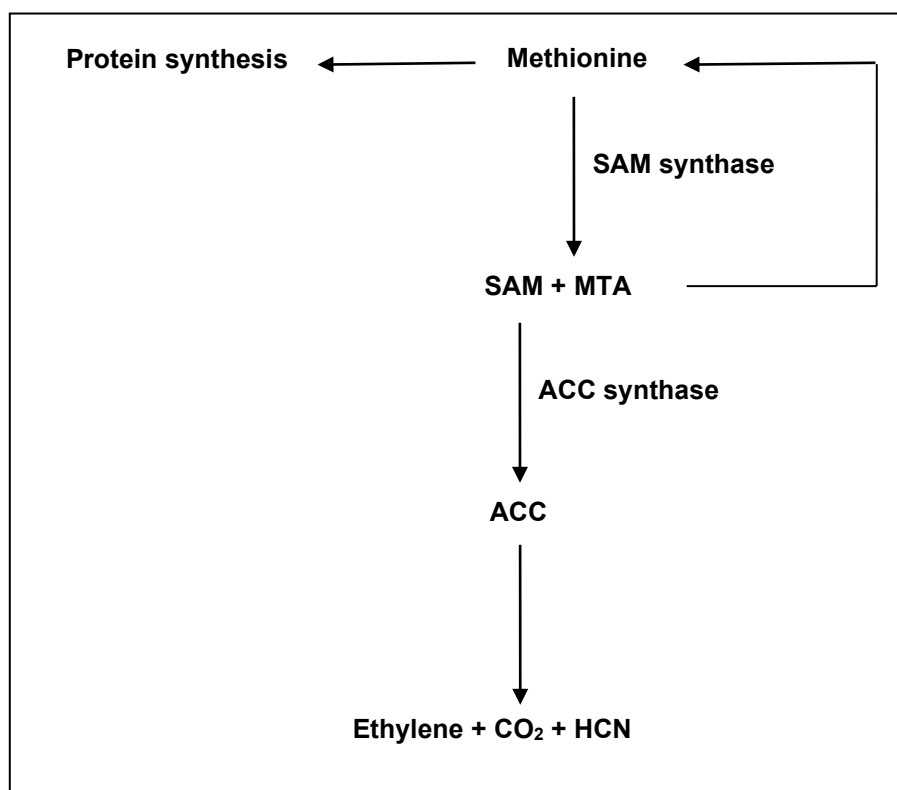 Protein synthesis
Methionine
SAM synthase
SAM + MTA
ACC synthase
ACC
Ethylene + CO₂ + HCN